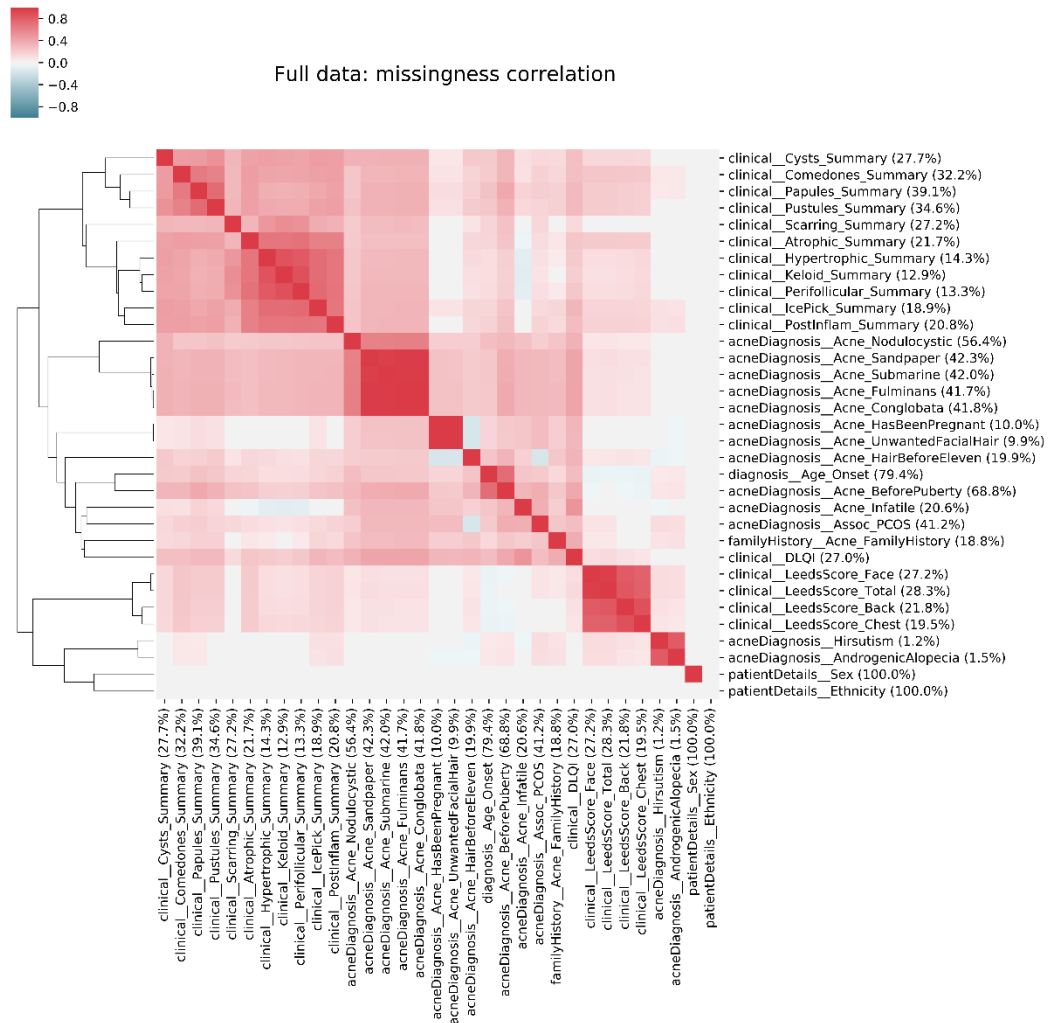 0.8
0.4
0.0
−0.4
−0.8
Full data: missingness correlation
clinical__Cysts_Summary (27.7%)
clinical__Comedones_Summary (32.2%)
clinical__Papules_Summary (39.1%)
clinical__Pustules_Summary (34.6%)
clinical__Scarring_Summary (27.2%)
clinical__Atrophic_Summary (21.7%)
clinical__Hypertrophic_Summary (14.3%)
clinical__Keloid_Summary (12.9%)
clinical__Perifollicular_Summary (13.3%)
clinical__IcePick_Summary (18.9%)
clinical__PostInflam_Summary (20.8%)
acneDiagnosis__Acne_Nodulocystic (56.4%)
acneDiagnosis__Acne_Sandpaper (42.3%)
acneDiagnosis__Acne_Submarine (42.0%)
acneDiagnosis__Acne_Fulminans (41.7%)
acneDiagnosis__Acne_Conglobata (41.8%)
acneDiagnosis__Acne_HasBeenPregnant (10.0%)
acneDiagnosis__Acne_UnwantedFacialHair (9.9%)
acneDiagnosis__Acne_HairBeforeEleven (19.9%)
diagnosis__Age_Onset (79.4%)
acneDiagnosis__Acne_BeforePuberty (68.8%)
acneDiagnosis__Acne_Infatile (20.6%)
acneDiagnosis__Assoc_PCOS (41.2%)
familyHistory__Acne_FamilyHistory (18.8%)
clinical__DLQI (27.0%)
clinical__LeedsScore_Face (27.2%)
clinical__LeedsScore_Total (28.3%)
clinical__LeedsScore_Back (21.8%)
clinical__LeedsScore_Chest (19.5%)
acneDiagnosis__Hirsutism (1.2%)
acneDiagnosis__AndrogenicAlopecia (1.5%)
patientDetails__Sex (100.0%)
patientDetails__Ethnicity (100.0%)
clinical__Cysts_Summary (27.7%)
clinical__Comedones_Summary (32.2%)
clinical__Papules_Summary (39.1%)
clinical__Pustules_Summary (34.6%)
clinical__Scarring_Summary (27.2%)
clinical__Atrophic_Summary (21.7%)
clinical__Hypertrophic_Summary (14.3%)
clinical__Keloid_Summary (12.9%)
clinical__Perifollicular_Summary (13.3%)
clinical__IcePick_Summary (18.9%)
clinical__PostInflam_Summary (20.8%)
acneDiagnosis__Acne_Nodulocystic (56.4%)
acneDiagnosis__Acne_Sandpaper (42.3%)
acneDiagnosis__Acne_Submarine (42.0%)
acneDiagnosis__Acne_Fulminans (41.7%)
acneDiagnosis__Acne_Conglobata (41.8%)
acneDiagnosis__Acne_HasBeenPregnant (10.0%)
acneDiagnosis__Acne_UnwantedFacialHair (9.9%)
acneDiagnosis__Acne_HairBeforeEleven (19.9%)
diagnosis__Age_Onset (79.4%)
acneDiagnosis__Acne_BeforePuberty (68.8%)
acneDiagnosis__Acne_Infatile (20.6%)
acneDiagnosis__Assoc_PCOS (41.2%)
familyHistory__Acne_FamilyHistory (18.8%)
clinical__DLQI (27.0%)
clinical__LeedsScore_Face (27.2%)
clinical__LeedsScore_Total (28.3%)
clinical__LeedsScore_Back (21.8%)
clinical__LeedsScore_Chest (19.5%)
acneDiagnosis__Hirsutism (1.2%)
acneDiagnosis__AndrogenicAlopecia (1.5%)
patientDetails__Sex (100.0%)
patientDetails__Ethnicity (100.0%)